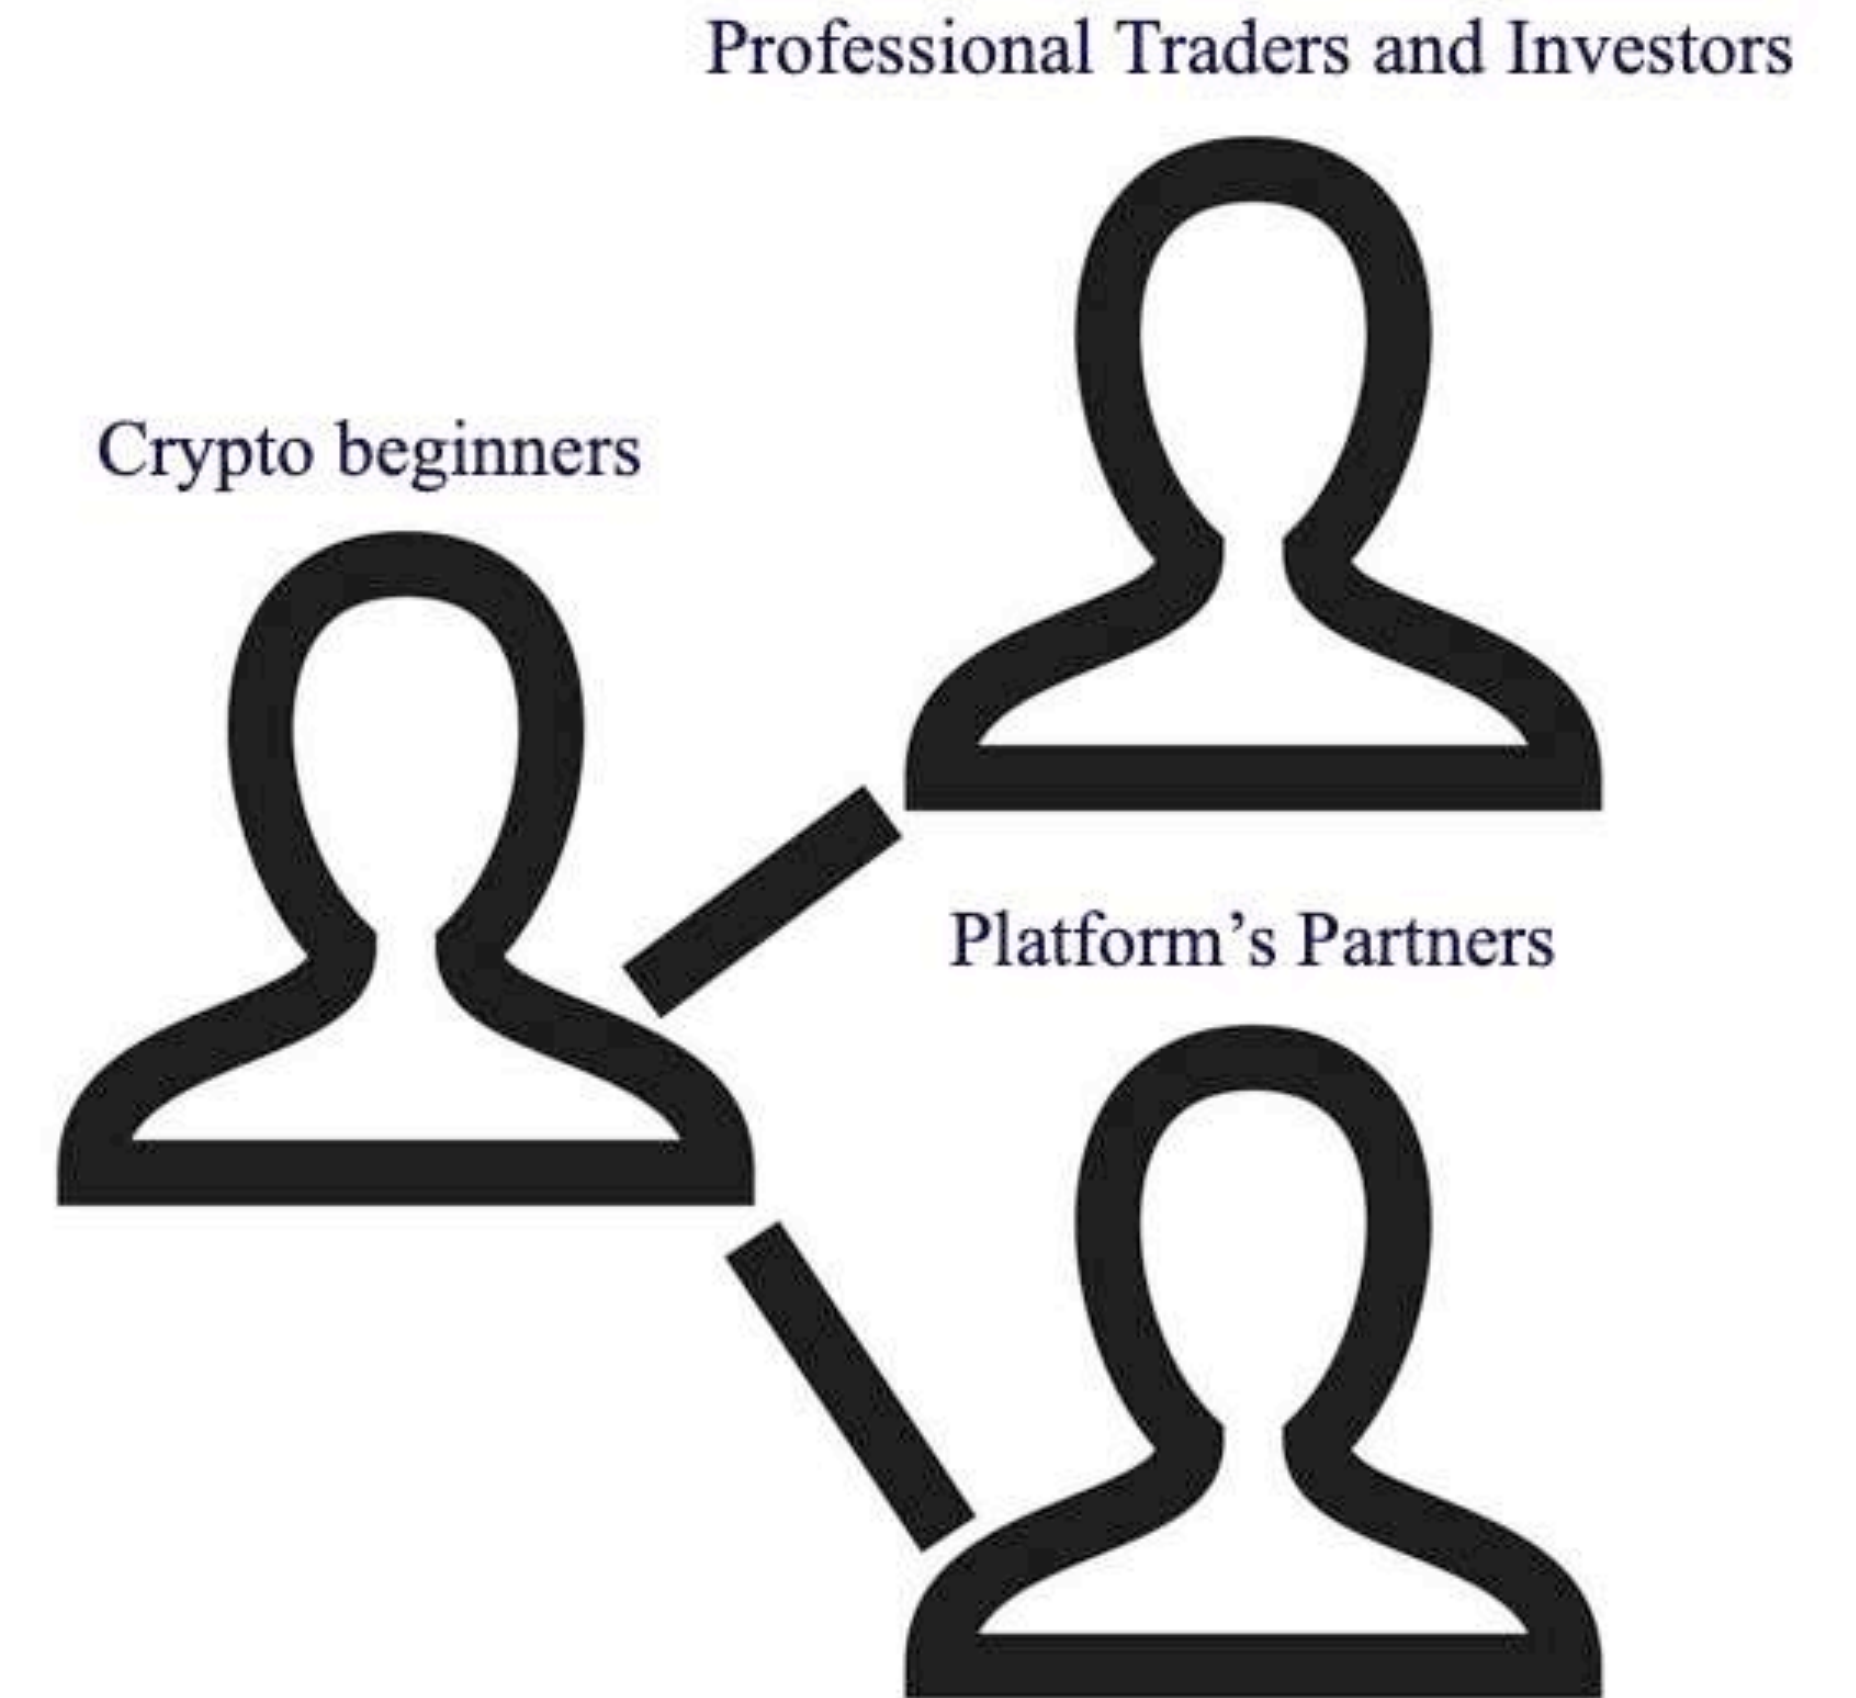 Professional Traders and Investors
Crypto beginners
Platform’s Partners